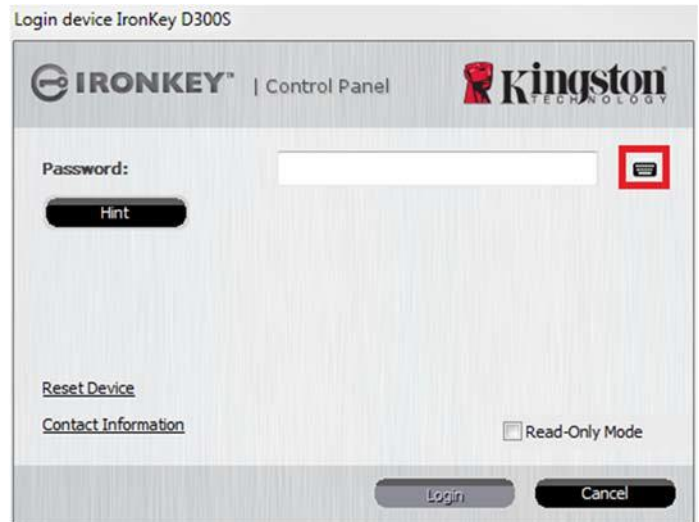 Login device IronKey D300S
IRONKEY™ | Control Panel
Kingston
TECHNOLOGY
Password:
Hint
Reset Device
Contact Information
Read-Only Mode
Login
Cancel